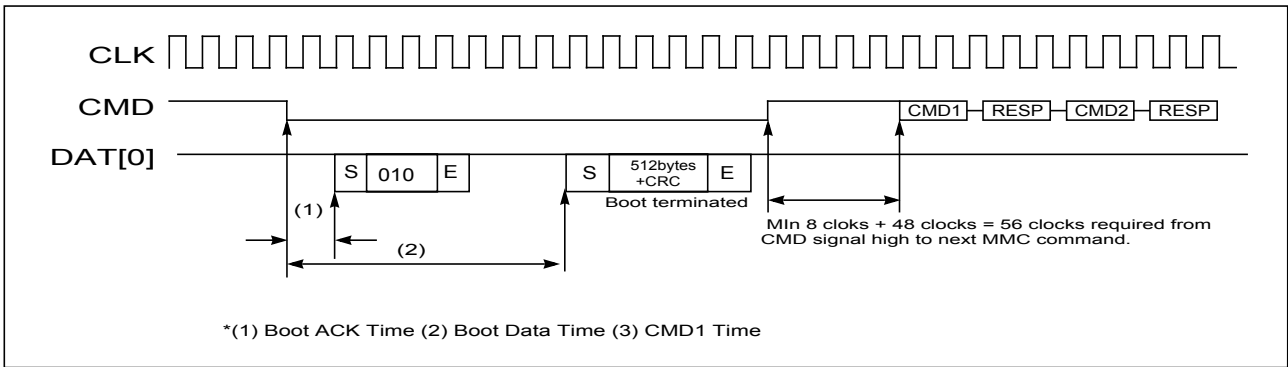 CLK
CMD
CMD1 RESP CMD2 RESP
DAT[0]
S 010 E
S 512bytes +CRC E
Boot terminated
(1)
(2)
MIn 8 cloks + 48 clocks = 56 clocks required from
CMD signal high to next MMC command.
*(1) Boot ACK Time (2) Boot Data Time (3) CMD1 Time